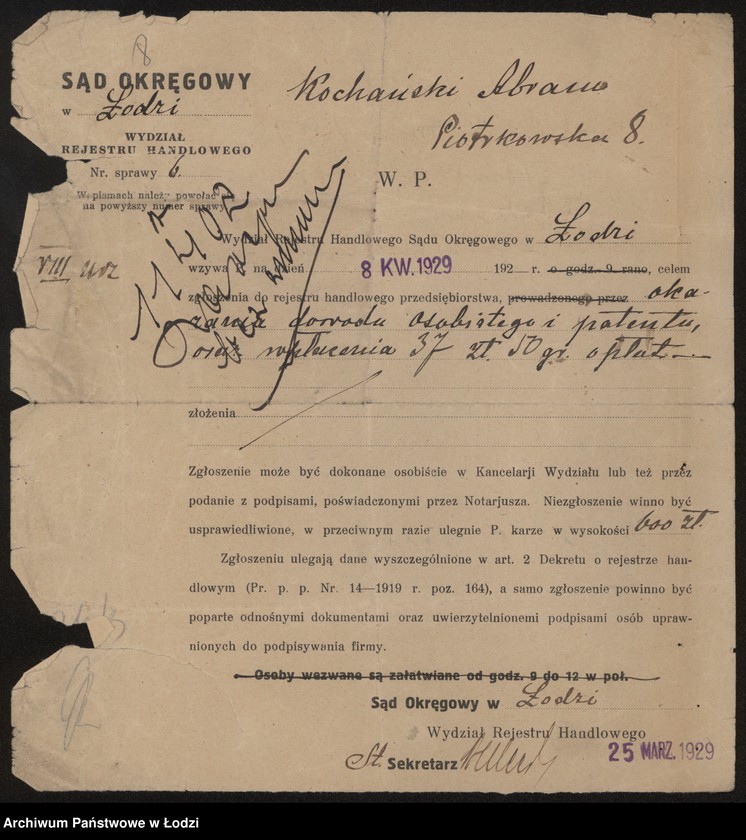 8
SĄD OKRĘGOWY
w Łodzi
WYDZIAŁ
REJESTRU HANDLOWEGO
Nr. sprawy 6
W pismach należy powołać się
na powyższy numer sprawy
Kochański Abram
Piotrkowska 8.
W. P.
VIII
Wydział Rejestru Handlowego Sądu Okręgowego w Łodzi
wzywa P. na dzień 8 KW. 1929 192 r. o godz. 9 rano, celem
zgłoszenia do rejestru handlowego przedsiębiorstwa, prowadzonego przez oka-
zania dowodu osobistego i patentu,
oraz wpłacenia 37 zł. 50 gr. opłat
złożenia
Zgłoszenie może być dokonane osobiście w Kancelarji Wydziału lub też przez
podanie z podpisami, poświadczonymi przez Notarjusza. Niezgłoszenie winno być
usprawiedliwione, w przeciwnym razie ulegnie P. karze w wysokości 600 zł.
Zgłoszeniu ulegają dane wyszczególnione w art. 2 Dekretu o rejestrze han-
dlowym (Pr. p. p. Nr. 14—1919 r. poz. 164), a samo zgłoszenie powinno być
poparte odnośnymi dokumentami oraz uwierzytelnionemi podpisami osób upraw-
nionych do podpisywania firmy.
Osoby wezwane są załatwiane od godz. 9 do 12 w poł.
Sąd Okręgowy w Łodzi
Wydział Rejestru Handlowego
25 MARZ. 1929
St. Sekretarz
Archiwum Państwowe w Łodzi